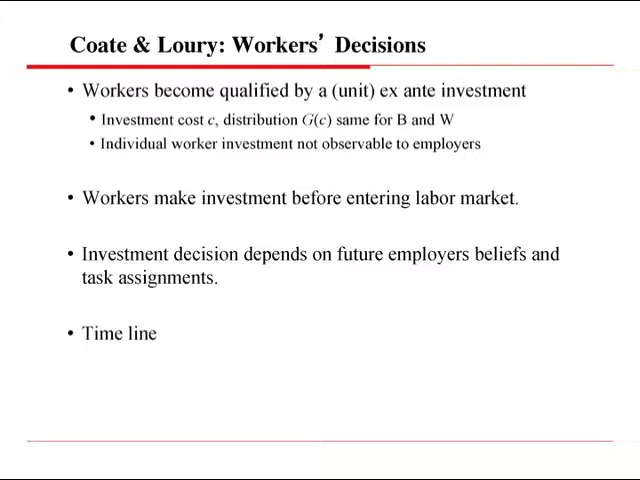 Coate & Loury: Workers’ Decisions
• Workers become qualified by a (unit) ex ante investment
• Investment cost c, distribution G(c) same for B and W
• Individual worker investment not observable to employers
• Workers make investment before entering labor market.
• Investment decision depends on future employers beliefs and
task assignments.
• Time line